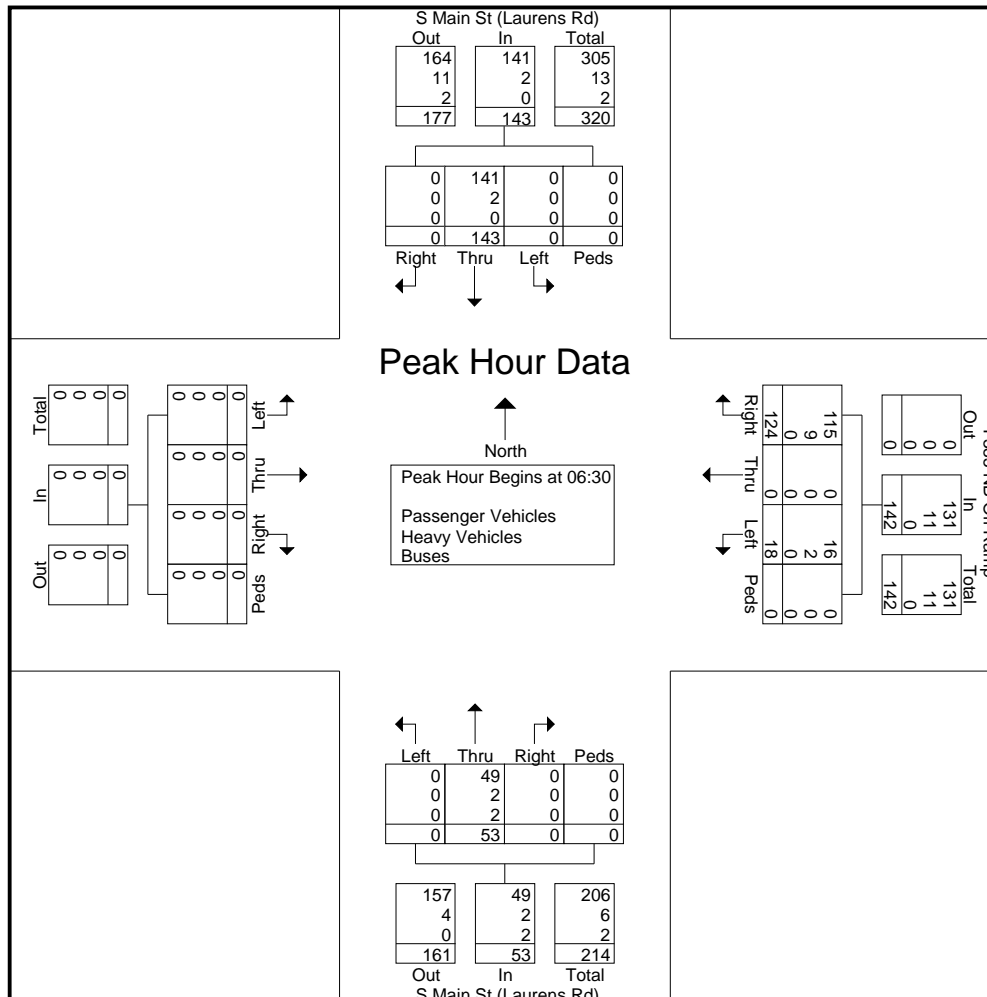 S Main St (Laurens Rd)
Out In Total
164 141 305
11 2 13
2 0 2
177 143 320
0 141 0 0
0 2 0 0
0 0 0 0
0 143 0 0
Right Thru Left Peds
Peak Hour Data
North
Peak Hour Begins at 06:30
Passenger Vehicles
Heavy Vehicles
Buses
Total
0 0 0 0
In
0 0 0 0
Out
0 0 0 0
Left
0 0 0 0
Thru
0 0 0 0
Right
0 0 0 0
Peds
0 0 0 0
Right
115 9 0 124
Thru
0 0 0 0
Left
16 2 0 18
Peds
0 0 0 0
Out
0 0 0 0
In
131 11 0 142
Total
131 11 0 142
NB Off Ramp
Left Thru Right Peds
0 49 0 0
0 2 0 0
0 2 0 0
0 53 0 0
157 49 206
4 2 6
0 2 2
161 53 214
Out In Total
S Main St (Laurens Rd)